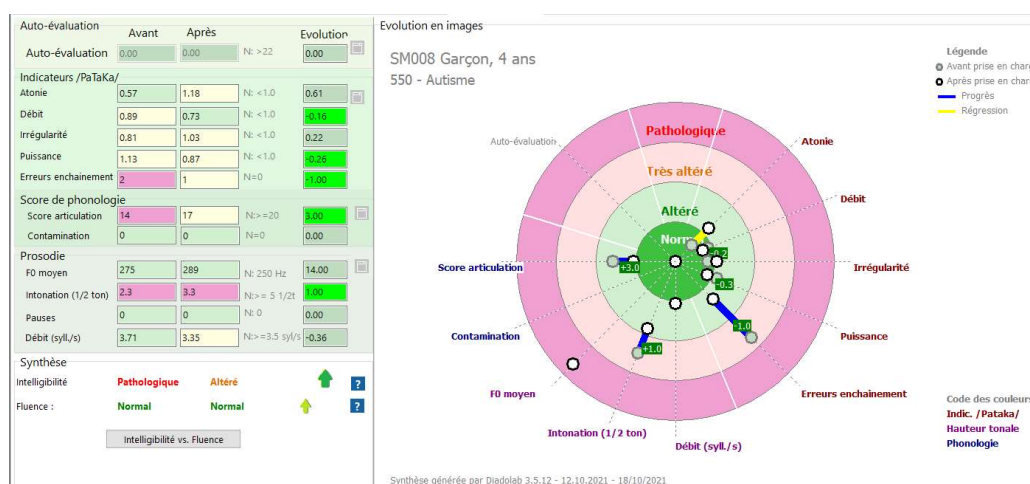 Auto-évaluation Avant Après Evolution
Auto-évaluation 0.00 0.00 N: >22 0.00
Indicateurs /PaTaKa/
Atonie 0.57 1.18 N: <1.0 0.61
Débit 0.89 0.73 N: <1.0 -0.16
Irrégularité 0.81 1.03 N: <1.0 0.22
Puissance 1.13 0.87 N: <1.0 -0.26
Erreurs enchainement 2 1 N=0 -1.00
Score de phonologie
Score articulation 14 17 N:>=20 3.00
Contamination 0 0 N=0 0.00
Prosodie
F0 moyen 275 289 N: 250 Hz 14.00
Intonation (1/2 ton) 2.3 3.3 N:>= 5 1/2t 1.00
Pauses 0 0 N: 0 0.00
Débit (syll./s) 3.71 3.35 N:>=3.5 syl/s -0.36
Synthèse
Intelligibilité Pathologique Altéré ?
Fluence : Normal Normal ?
Intelligibilité vs. Fluence
Evolution en images
SM008 Garçon, 4 ans
550 - Autisme
Légende
Avant prise en charg
Après prise en charg
Progrès
Régression
Pathologique
Très altéré
Altéré
Norm
Auto-évaluation
Atonie
Débit
Irrégularité
Puissance
Erreurs enchainement
Débit (syll./s)
Intonation (1/2 ton)
F0 moyen
Contamination
Score articulation
+3.0
-0.2
-0.3
-1.0
+1.0
Code des couleurs
Indic. /Pataka/
Hauteur tonale
Phonologie
Synthèse générée par Diadolab 3.5.12 - 12.10.2021 - 18/10/2021